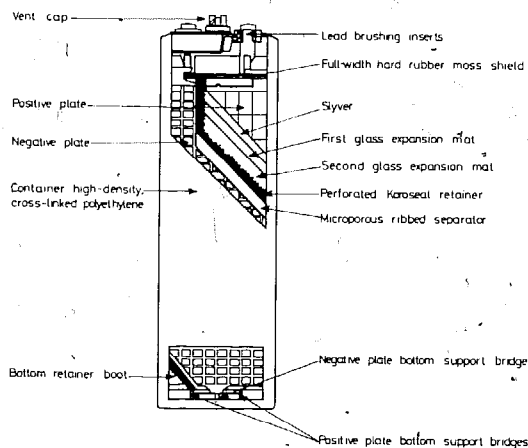 Vent cap
Lead brushing inserts
Full-width hard rubber moss shield
Positive plate
Slyver
First glass expansion mat
Negative plate
Second glass expansion mat
Container high-density,
cross-linked polyethylene
Perforated Koroseal retainer
Microporous ribbed separator
Negative plate bottom support bridge
Bottom retainer boot
Positive plate bottom support bridges